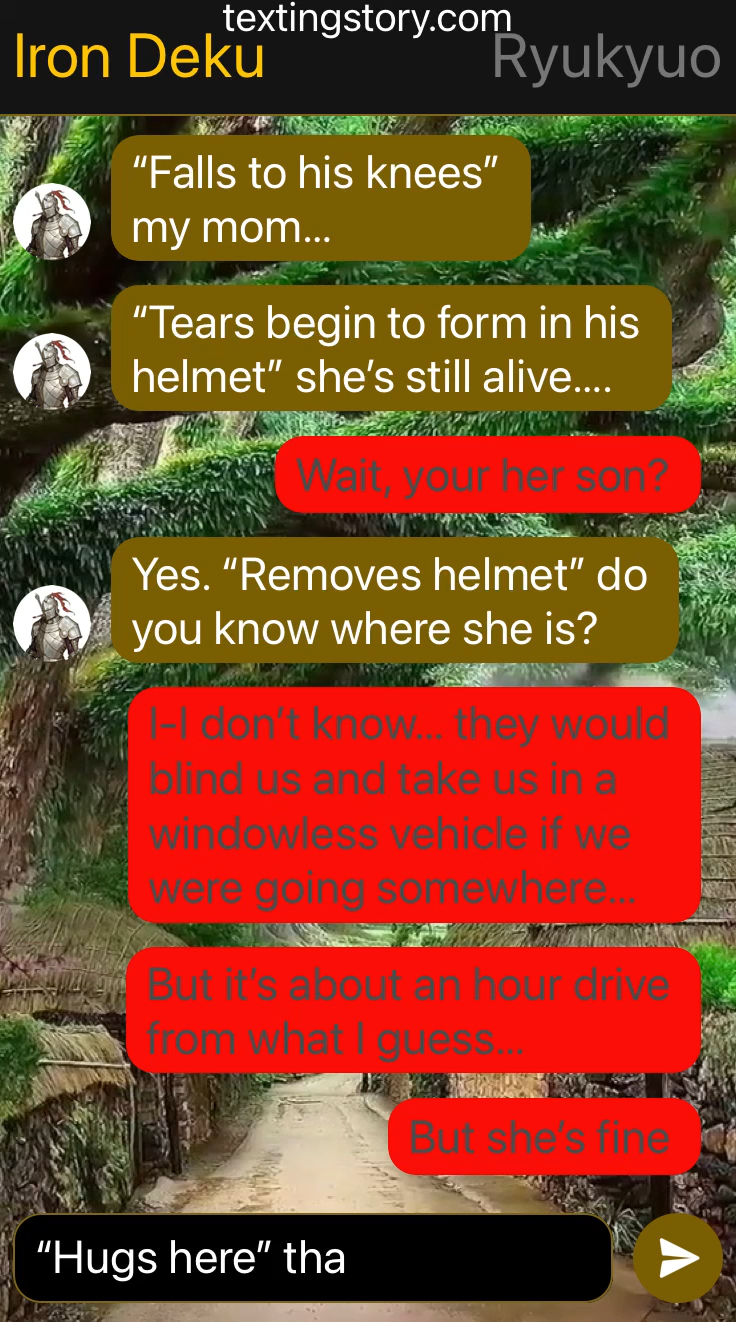 textingstory.com
Iron Deku
Ryukyuo
“Falls to his knees”
my mom...
“Tears begin to form in his
helmet” she’s still alive....
Wait, your her son?
Yes. “Removes helmet” do
you know where she is?
I-I don’t know... they would
blind us and take us in a
windowless vehicle if we
were going somewhere...
But it’s about an hour drive
from what I guess...
But she’s fine
“Hugs here” tha